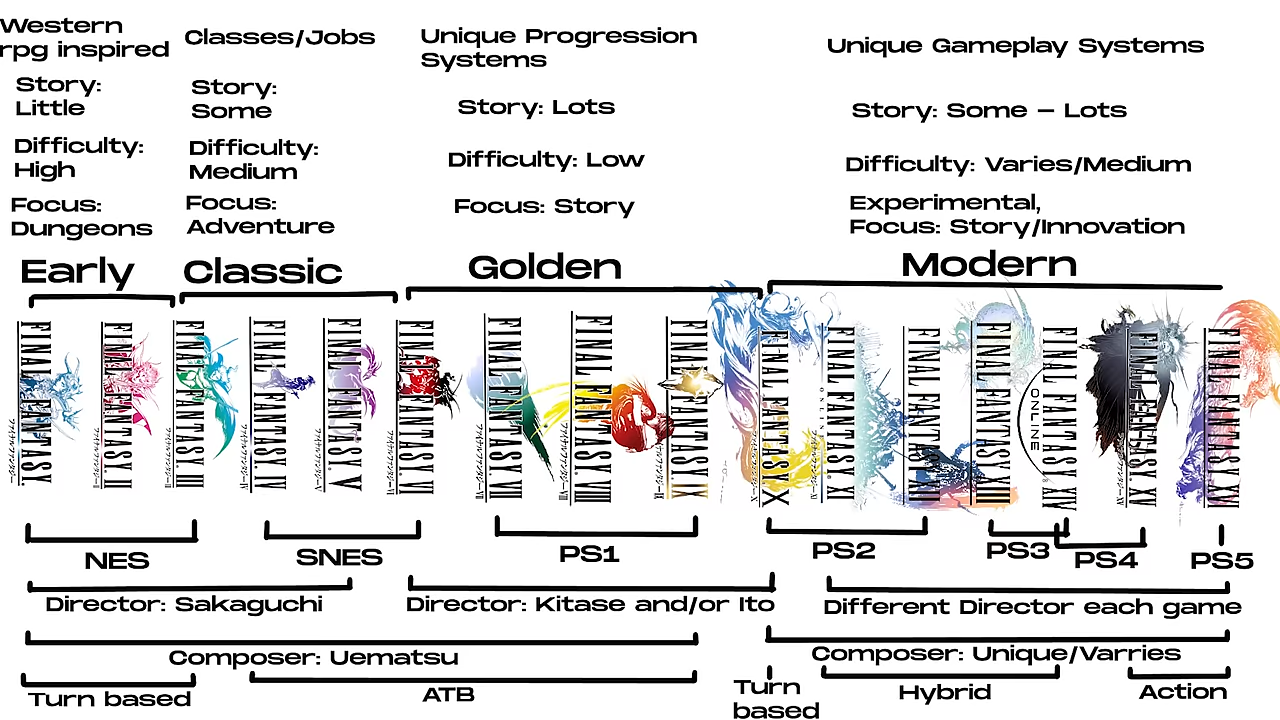 Western
rpg inspired
Story:
Little
Difficulty:
High
Focus:
Dungeons
Early
Classes/Jobs
Story:
Some
Difficulty:
Medium
Focus:
Adventure
Classic
Unique Progression
Systems
Story: Lots
Difficulty: Low
Focus: Story
Golden
Unique Gameplay Systems
Story: Some – Lots
Difficulty: Varies/Medium
Experimental,
Focus: Story/Innovation
Modern
FINAL FANTASY.
FINAL FANTASY. II
FINAL FANTASY. III
FINAL FANTASY. IV
FINAL FANTASY. V
FINAL FANTASY. VI
FINAL FANTASY. VII
FINAL FANTASY. VIII
FINAL FANTASY. IX
FINAL FANTASY. X
FINAL FANTASY. XI
FINAL FANTASY. XII
FINAL FANTASY. XIII
FINAL FANTASY. XIV
ONLINE
FINAL FANTASY. XV
FINAL FANTASY. XVI
NES
SNES
PS1
PS2
PS3
PS4
PS5
Director: Sakaguchi
Director: Kitase and/or Ito
Different Director each game
Composer: Uematsu
Composer: Unique/Varries
Turn based
ATB
Turn
based
Hybrid
Action